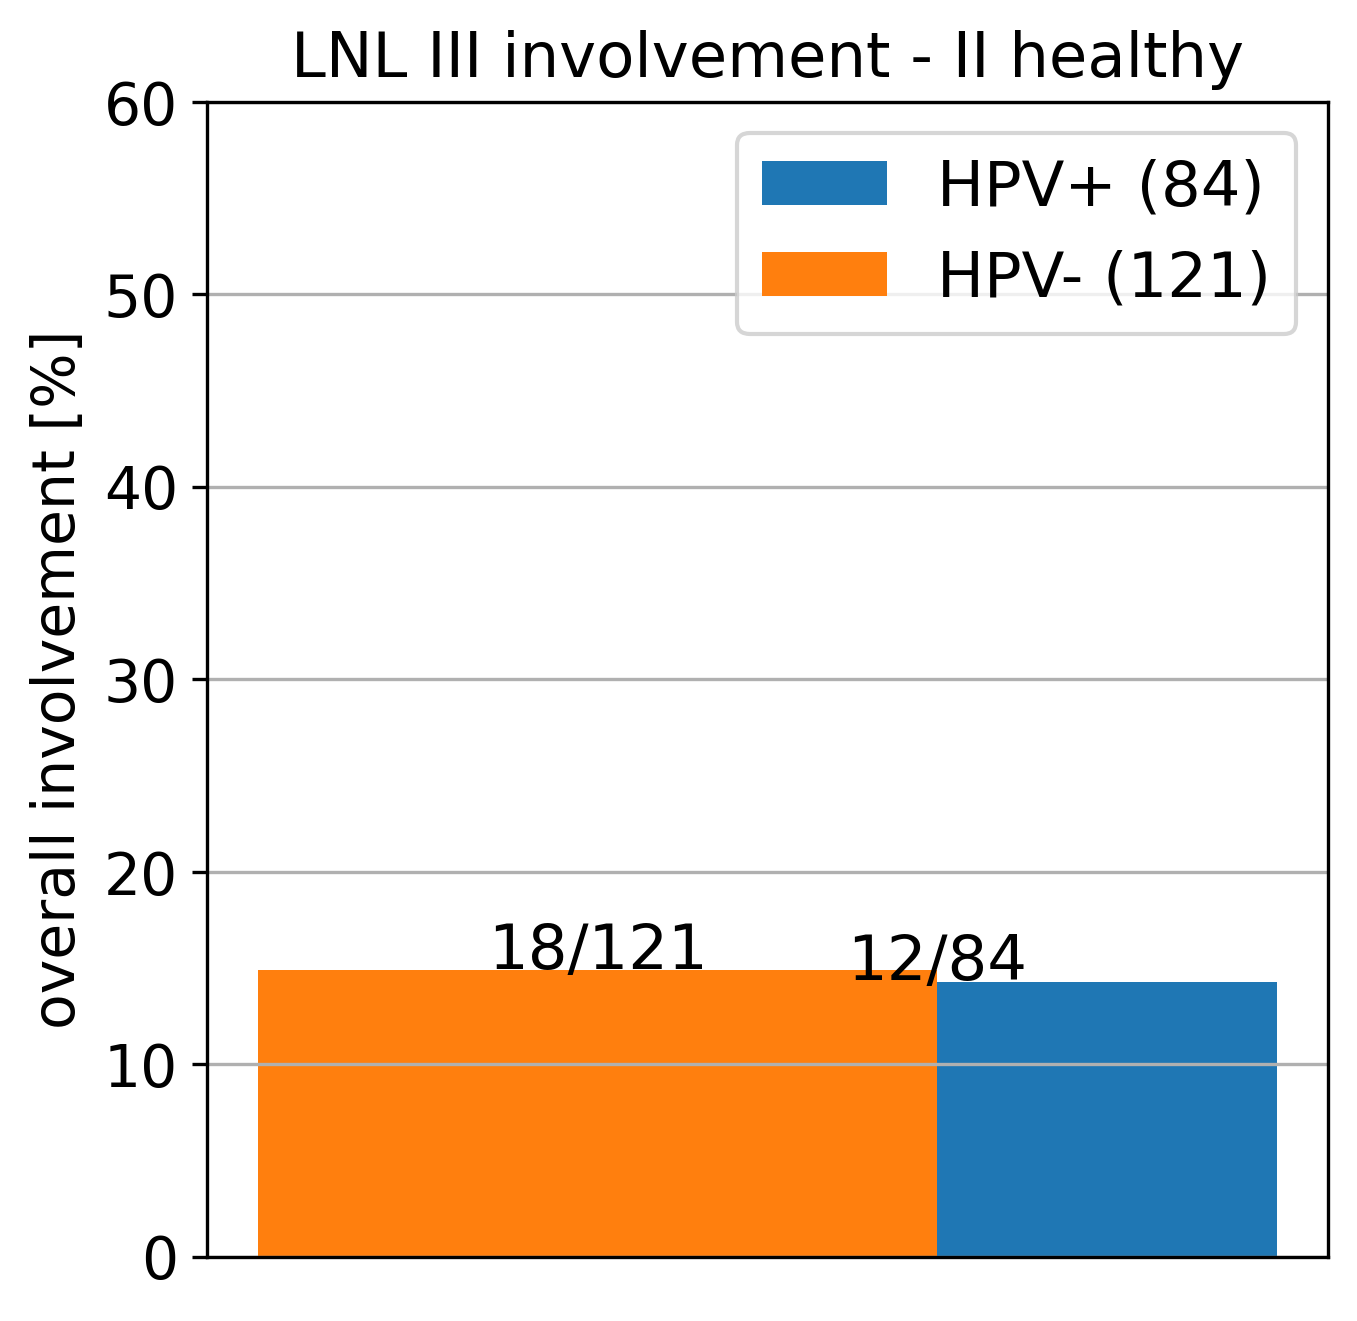 LNL III involvement - II healthy
overall involvement [%]
60
50
40
30
20
10
0
HPV+ (84)
HPV- (121)
18/121
12/84